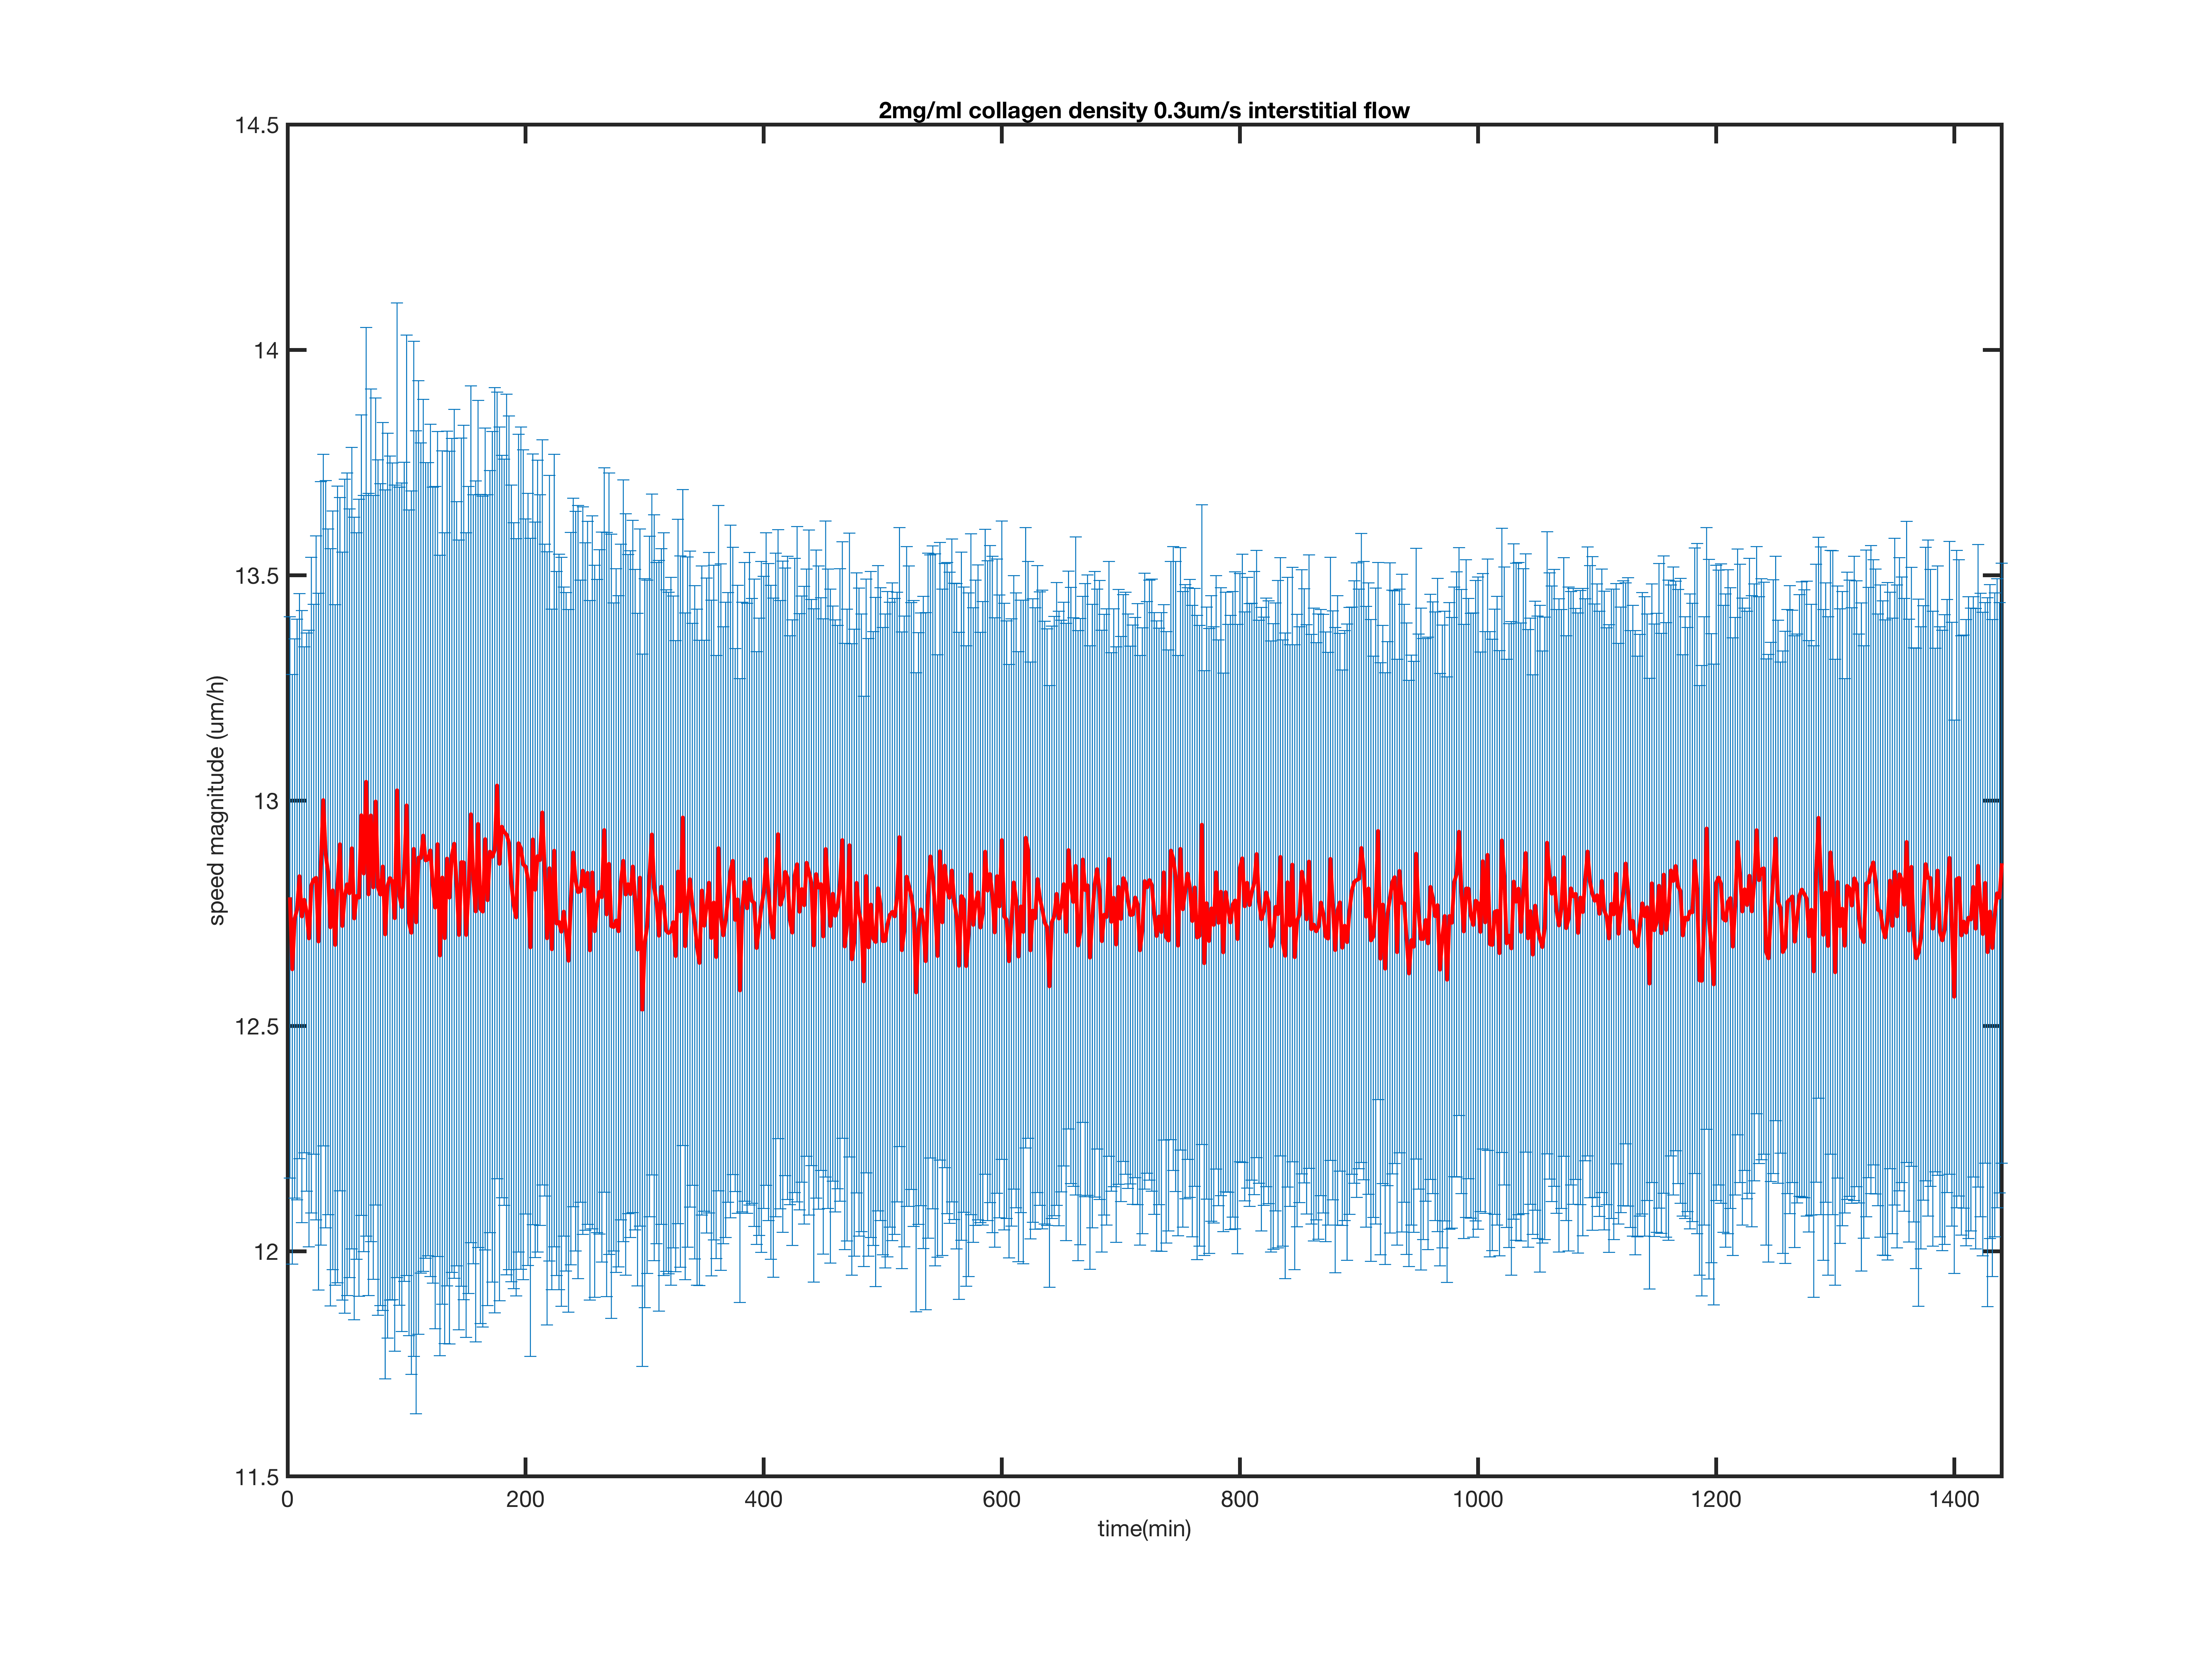 2mg/ml collagen density 0.3um/s interstitial flow
14.5
14
13.5
13
12.5
12
11.5
speed magnitude (um/h)
0 200 400 600 800 1000 1200 1400
time(min)